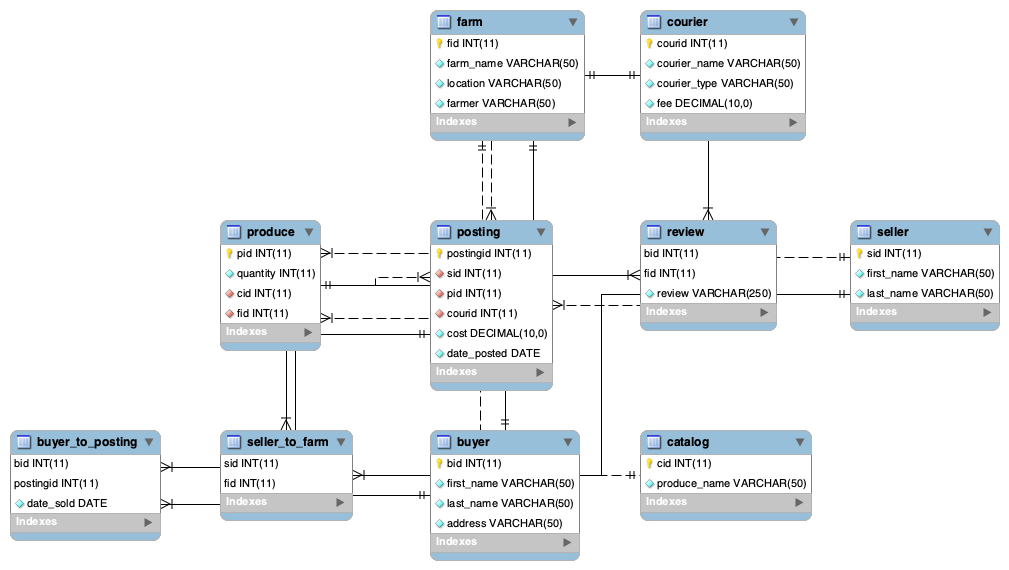 farm
fid INT(11)
farm_name VARCHAR(50)
location VARCHAR(50)
farmer VARCHAR(50)
Indexes
courier
courid INT(11)
courier_name VARCHAR(50)
courier_type VARCHAR(50)
fee DECIMAL(10,0)
Indexes
produce
pid INT(11)
quantity INT(11)
cid INT(11)
fid INT(11)
Indexes
posting
postingid INT(11)
sid INT(11)
pid INT(11)
courid INT(11)
cost DECIMAL(10,0)
date_posted DATE
Indexes
review
bid INT(11)
fid INT(11)
review VARCHAR(250)
Indexes
seller
sid INT(11)
first_name VARCHAR(50)
last_name VARCHAR(50)
Indexes
buyer_to_posting
bid INT(11)
postingid INT(11)
date_sold DATE
Indexes
seller_to_farm
sid INT(11)
fid INT(11)
Indexes
buyer
bid INT(11)
first_name VARCHAR(50)
last_name VARCHAR(50)
address VARCHAR(50)
Indexes
catalog
cid INT(11)
produce_name VARCHAR(50)
Indexes